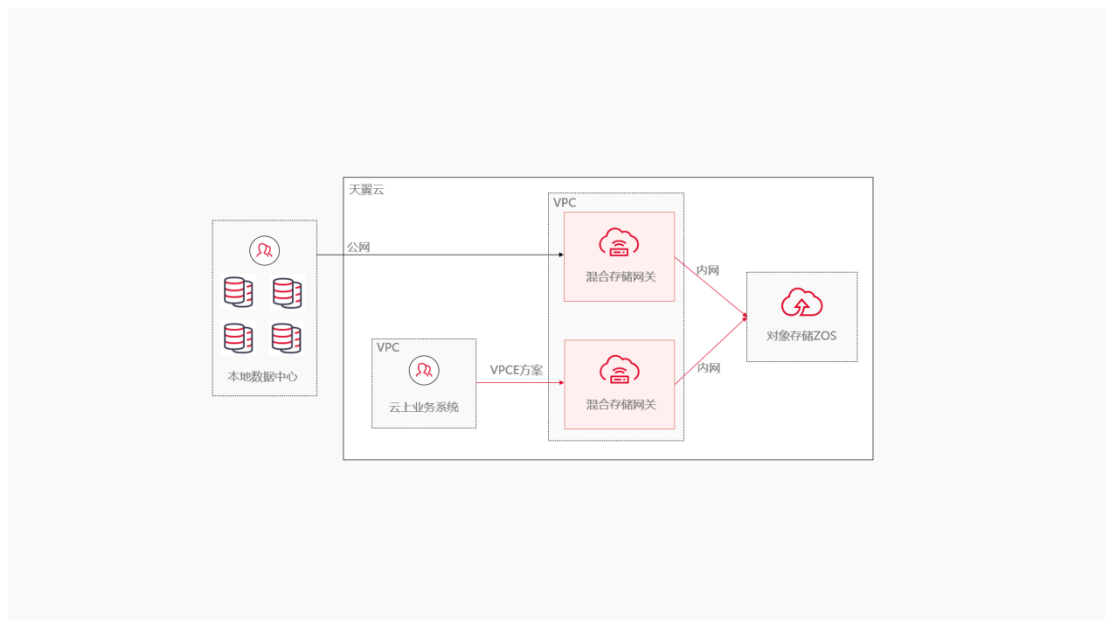 天翼云
VPC
公网
混合存储网关
内网
对象存储ZOS
本地数据中心
VPC
云上业务系统
VPCE方案
混合存储网关
内网